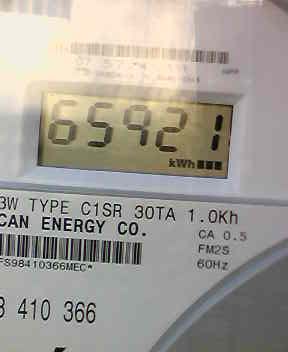 65921
kWh
3W TYPE C1SR 30TA 1.0Kh
CAN ENERGY CO.
CA 0.5
FM2S
FS98410366MEC*
60Hz
410 366